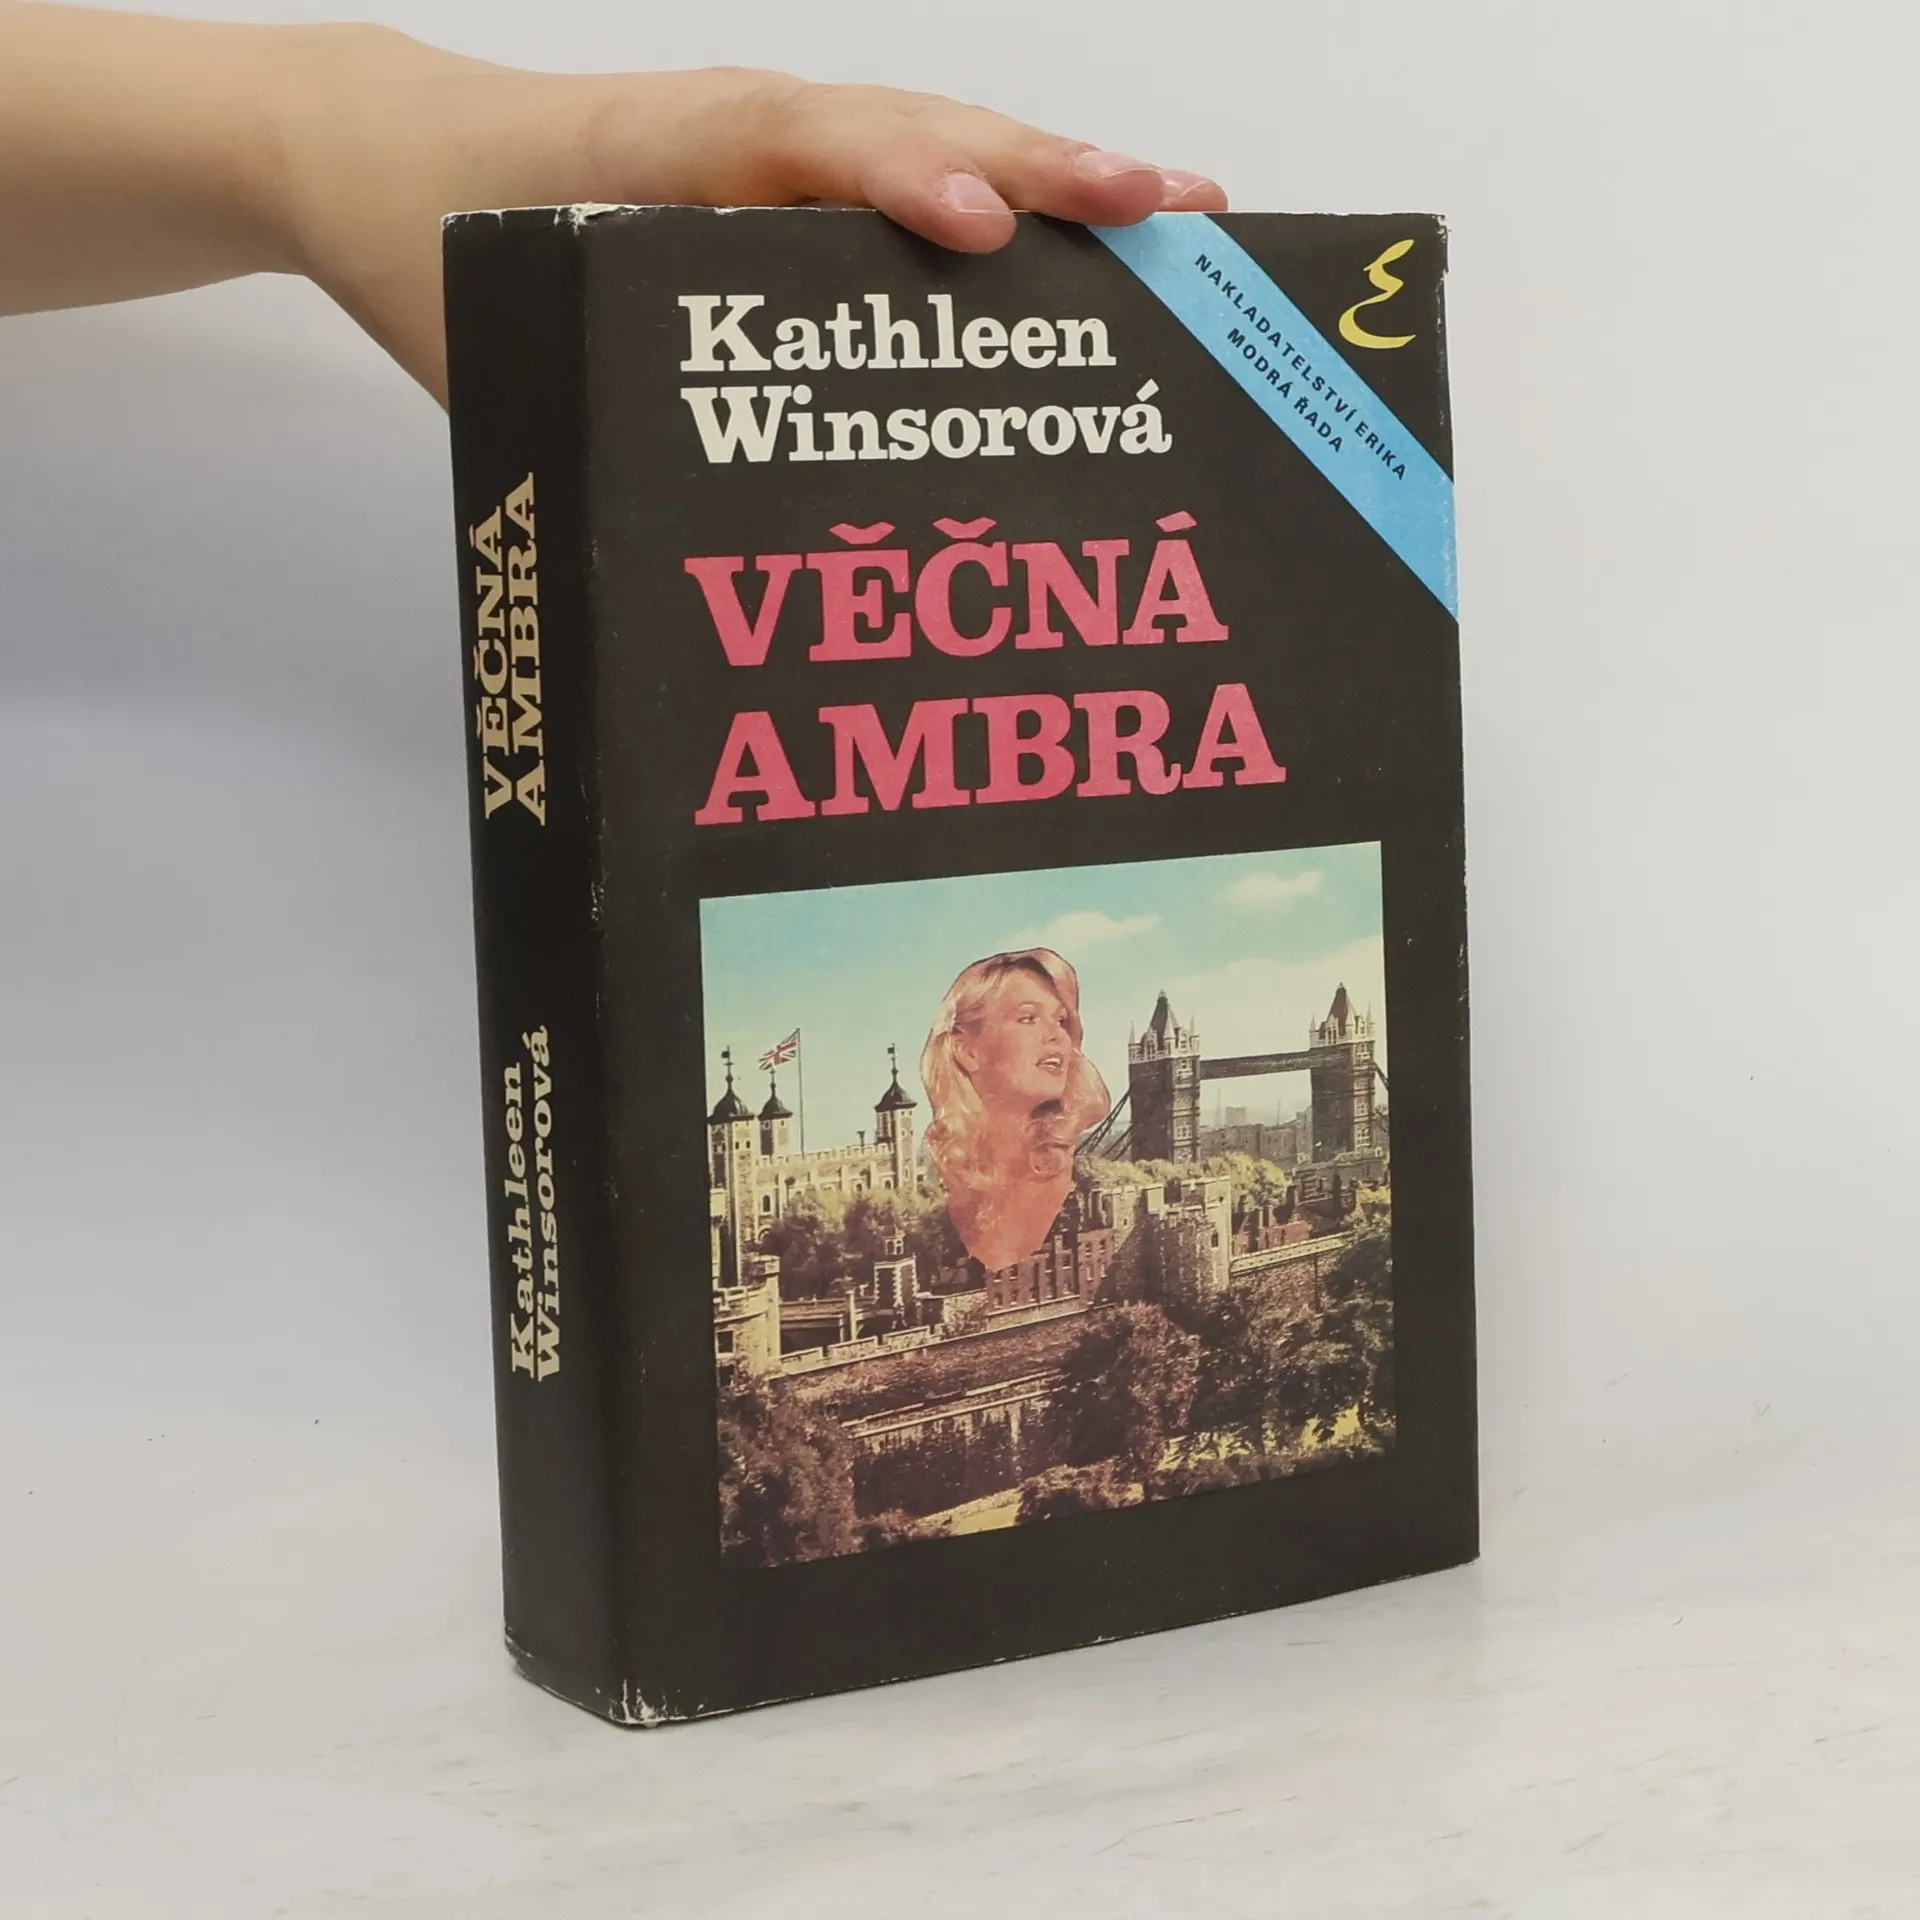 Kathleen
Winsorová
VĚČNÁ
AMBRA
NAKLADATELSTVÍ ERIKA
MODRÁ ŘADA
VĚČNÁ
AMBRA
Kathleen
Winsorová